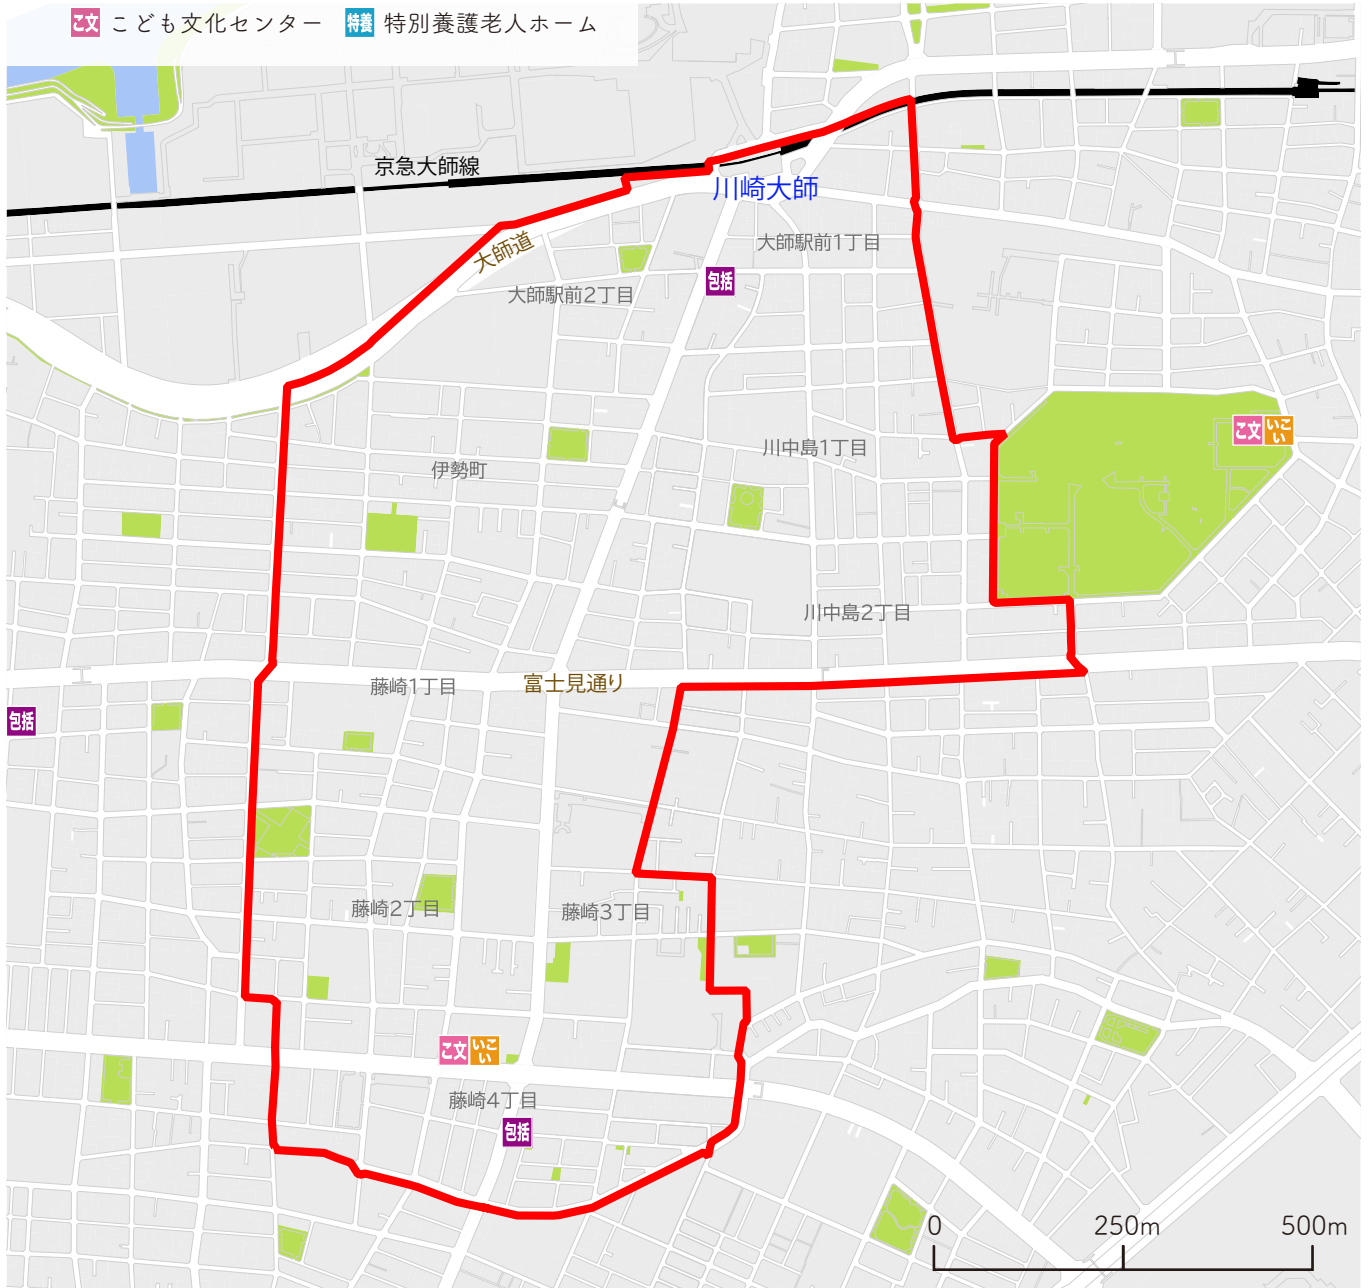 こ文 こども文化センター 特養 特別養護老人ホーム
京急大師線
川崎大師
大師道
大師駅前1丁目
包括
大師駅前2丁目
こ文 いこい
川中島1丁目
伊勢町
川中島2丁目
富士見通り
藤崎1丁目
包括
藤崎2丁目
藤崎3丁目
こ文 いこい
藤崎4丁目
包括
0 250m 500m